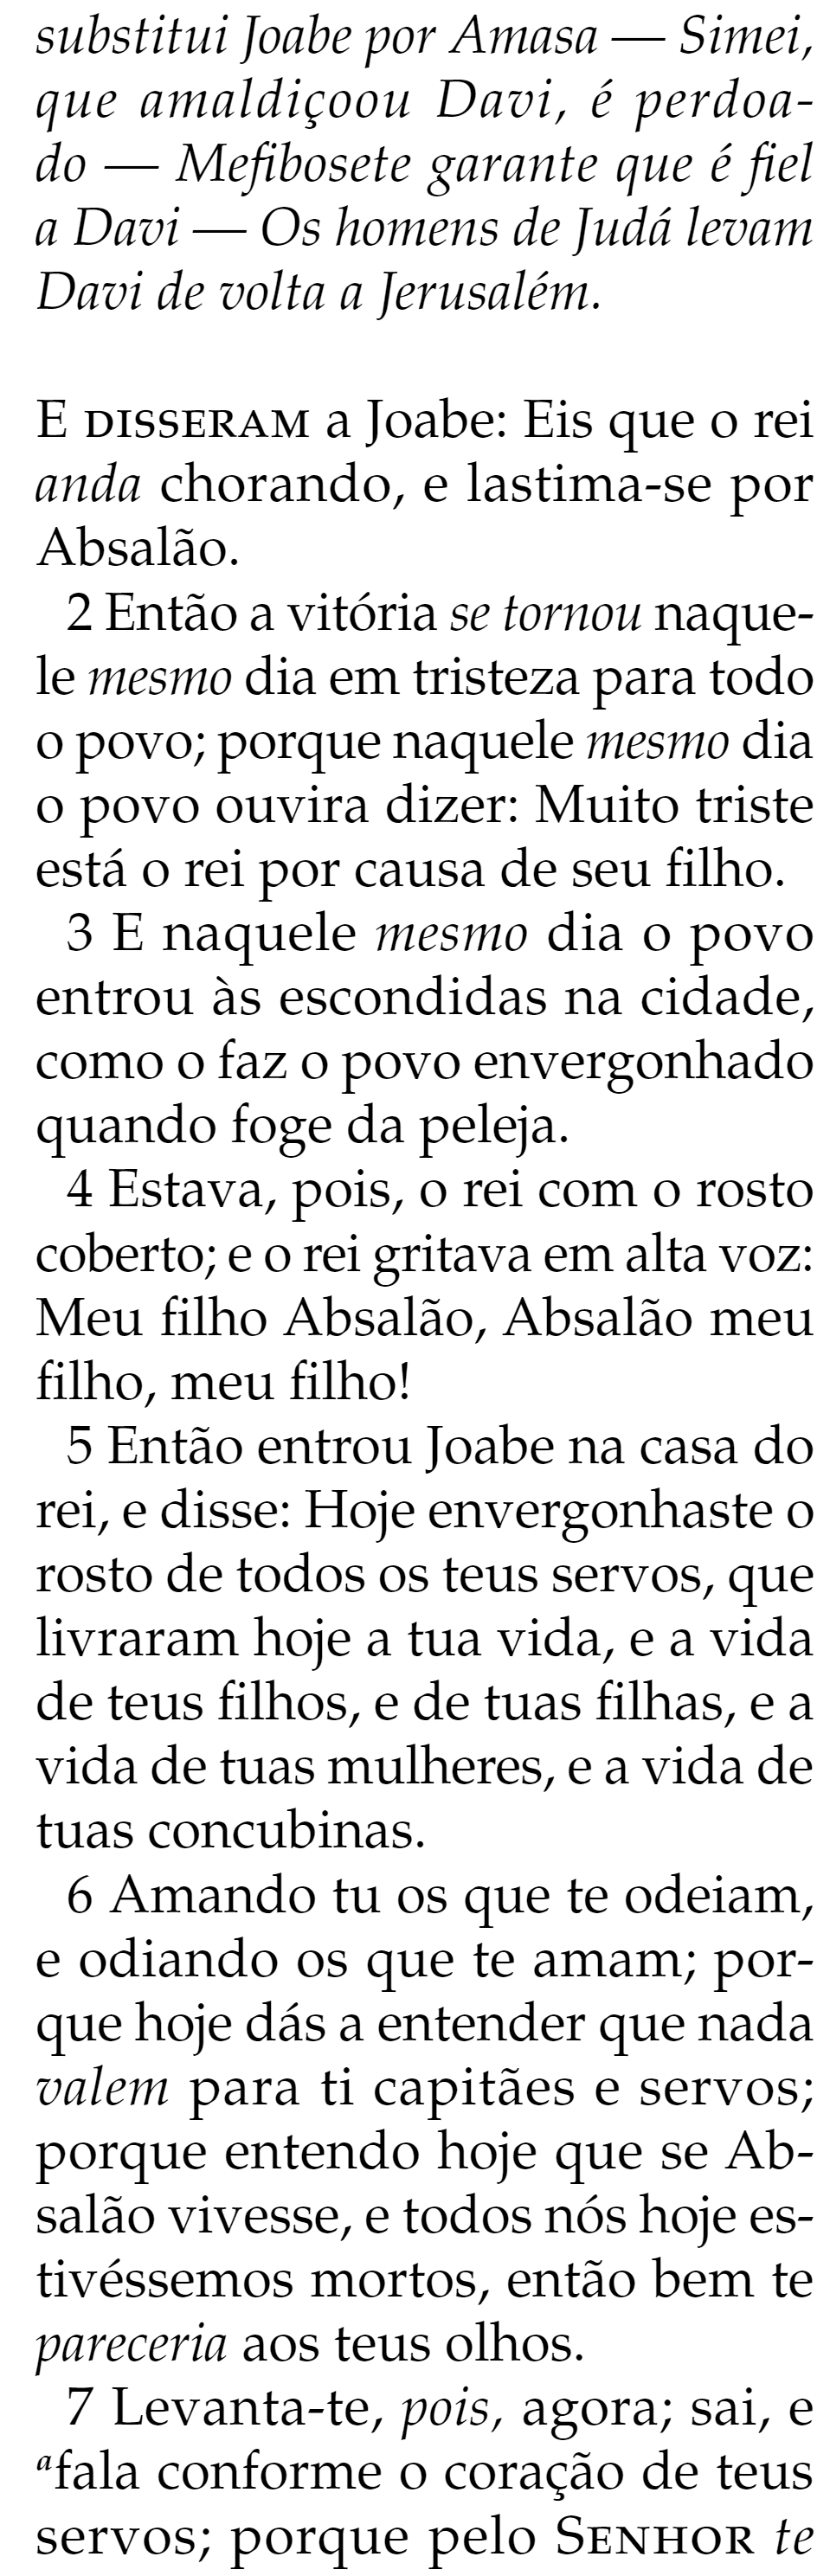 substitui Joabe por Amasa — Simei,
que amaldiçoou Davi, é perdoa-
do — Mefibosete garante que é fiel
a Davi — Os homens de Judá levam
Davi de volta a Jerusalém.
E DISSERAM a Joabe: Eis que o rei
anda chorando, e lastima-se por
Absalão.
2 Então a vitória se tornou naque-
le mesmo dia em tristeza para todo
o povo; porque naquele mesmo dia
o povo ouvira dizer: Muito triste
está o rei por causa de seu filho.
3 E naquele mesmo dia o povo
entrou às escondidas na cidade,
como o faz o povo envergonhado
quando foge da peleja.
4 Estava, pois, o rei com o rosto
coberto; e o rei gritava em alta voz:
Meu filho Absalão, Absalão meu
filho, meu filho!
5 Então entrou Joabe na casa do
rei, e disse: Hoje envergonhaste o
rosto de todos os teus servos, que
livraram hoje a tua vida, e a vida
de teus filhos, e de tuas filhas, e a
vida de tuas mulheres, e a vida de
tuas concubinas.
6 Amando tu os que te odeiam,
e odiando os que te amam; por-
que hoje dás a entender que nada
valem para ti capitães e servos;
porque entendo hoje que se Ab-
salão vivesse, e todos nós hoje es-
tivéssemos mortos, então bem te
pareceria aos teus olhos.
7 Levanta-te, pois, agora; sai, e
ᵃfala conforme o coração de teus
servos; porque pelo SENHOR te